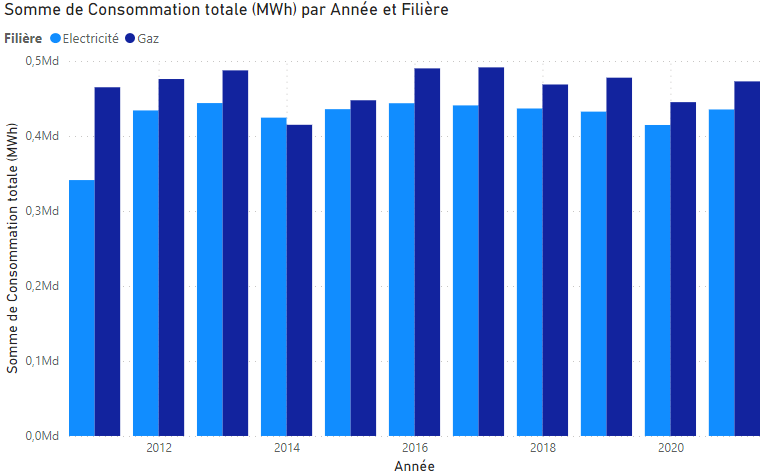 Somme de Consommation totale (MWh) par Année et Filière
Filière Electricité Gaz
0,5Md
0,4Md
0,3Md
0,2Md
0,1Md
0,0Md
Somme de Consommation totale (MWh)
2012 2014 2016 2018 2020
Année